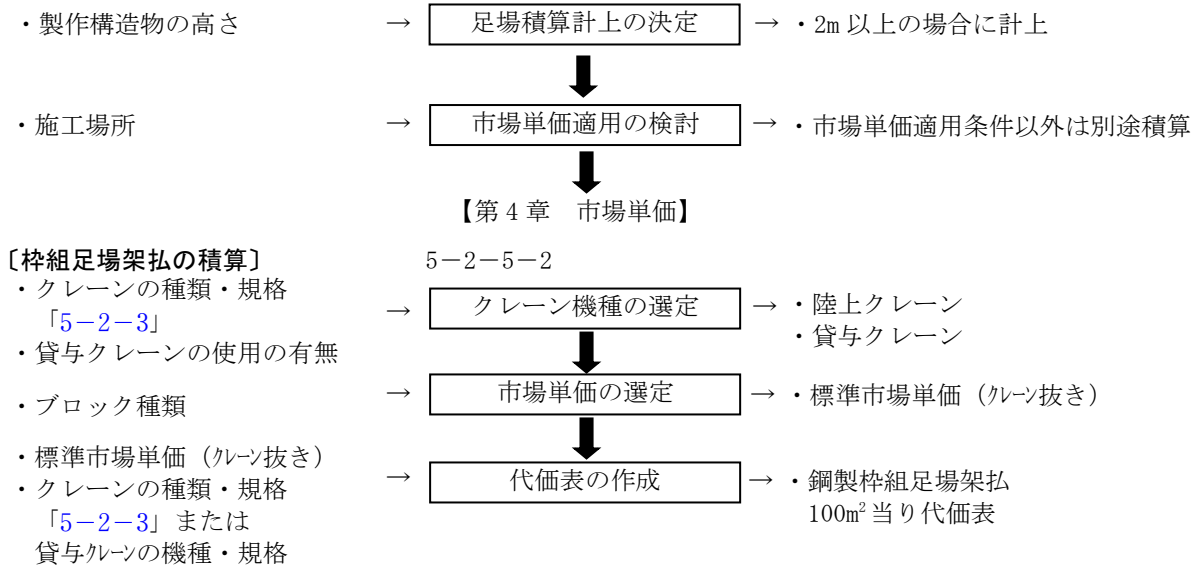 ・製作構造物の高さ → 足場積算計上の決定 → ・2m 以上の場合に計上
・施工場所 → 市場単価適用の検討 → ・市場単価適用条件以外は別途積算
【第 4 章 市場単価】
〔枠組足場架払の積算〕 5－2－5－2
・クレーンの種類・規格 → クレーン機種の選定 → ・陸上クレーン
「5－2－3」 ・貸与クレーン
・貸与クレーンの使用の有無
・ブロック種類 → 市場単価の選定 → ・標準市場単価（ｸﾚｰﾝ抜き）
・標準市場単価（ｸﾚｰﾝ抜き）
・クレーンの種類・規格 → 代価表の作成 → ・鋼製枠組足場架払
「5－2－3」または 100m²当り代価表
貸与ｸﾚｰﾝの機種・規格